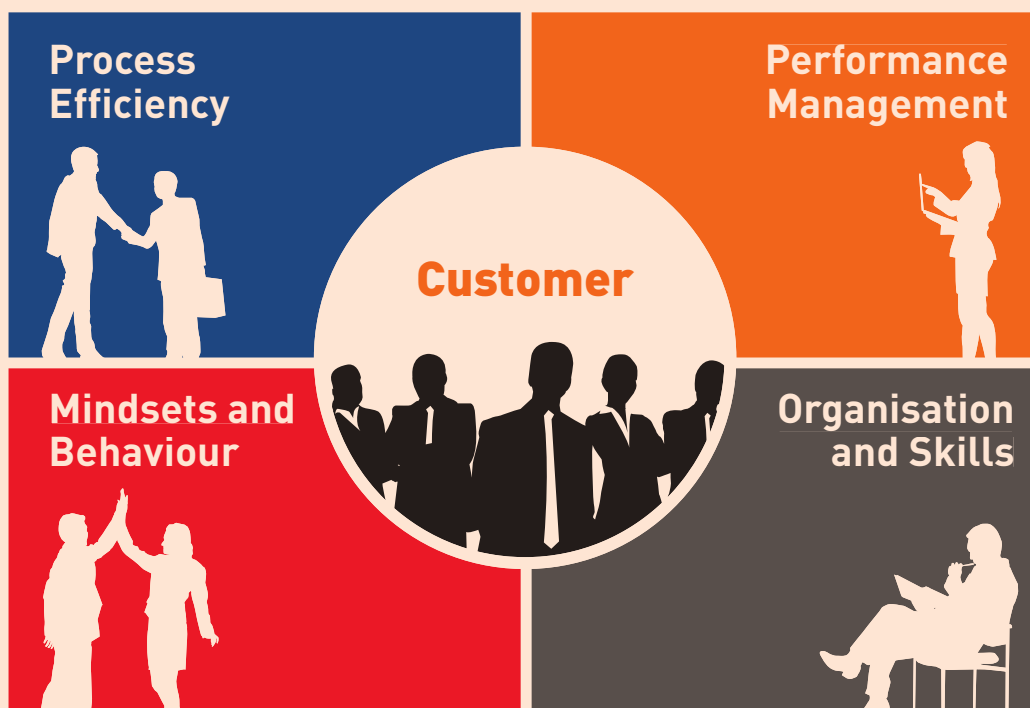 Process
Efficiency
Performance
Management
Customer
Mindsets and
Behaviour
Organisation
and Skills